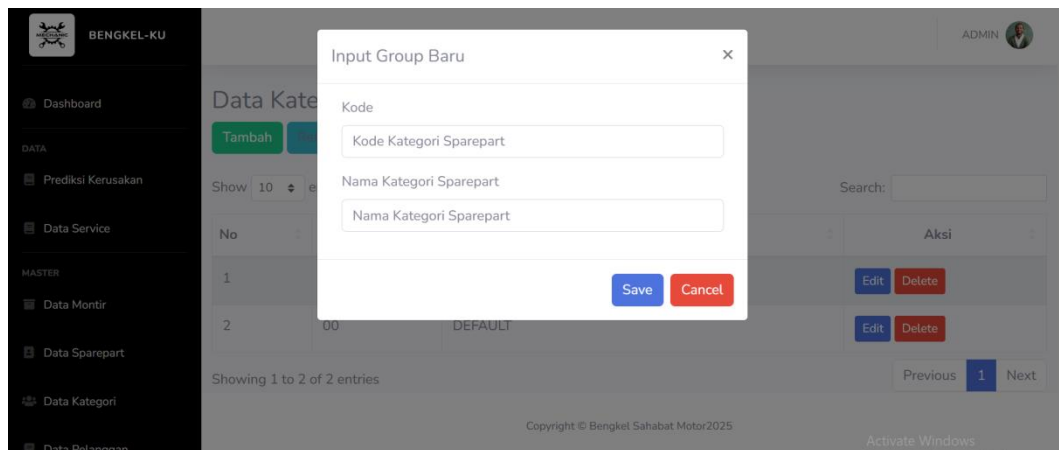 MECHANIC
BENGKEL-KU
ADMIN
Dashboard
DATA
Prediksi Kerusakan
Data Service
MASTER
Data Montir
Data Sparepart
Data Kategori
Data Pelanggan
Input Group Baru ×
Kode
Kode Kategori Sparepart
Nama Kategori Sparepart
Nama Kategori Sparepart
Save Cancel
Data Kate
Tambah
Show 10 e
Search:
No Aksi
1 Edit Delete
2 00 DEFAULT Edit Delete
Showing 1 to 2 of 2 entries
Previous 1 Next
Copyright © Bengkel Sahabat Motor2025
Activate Windows